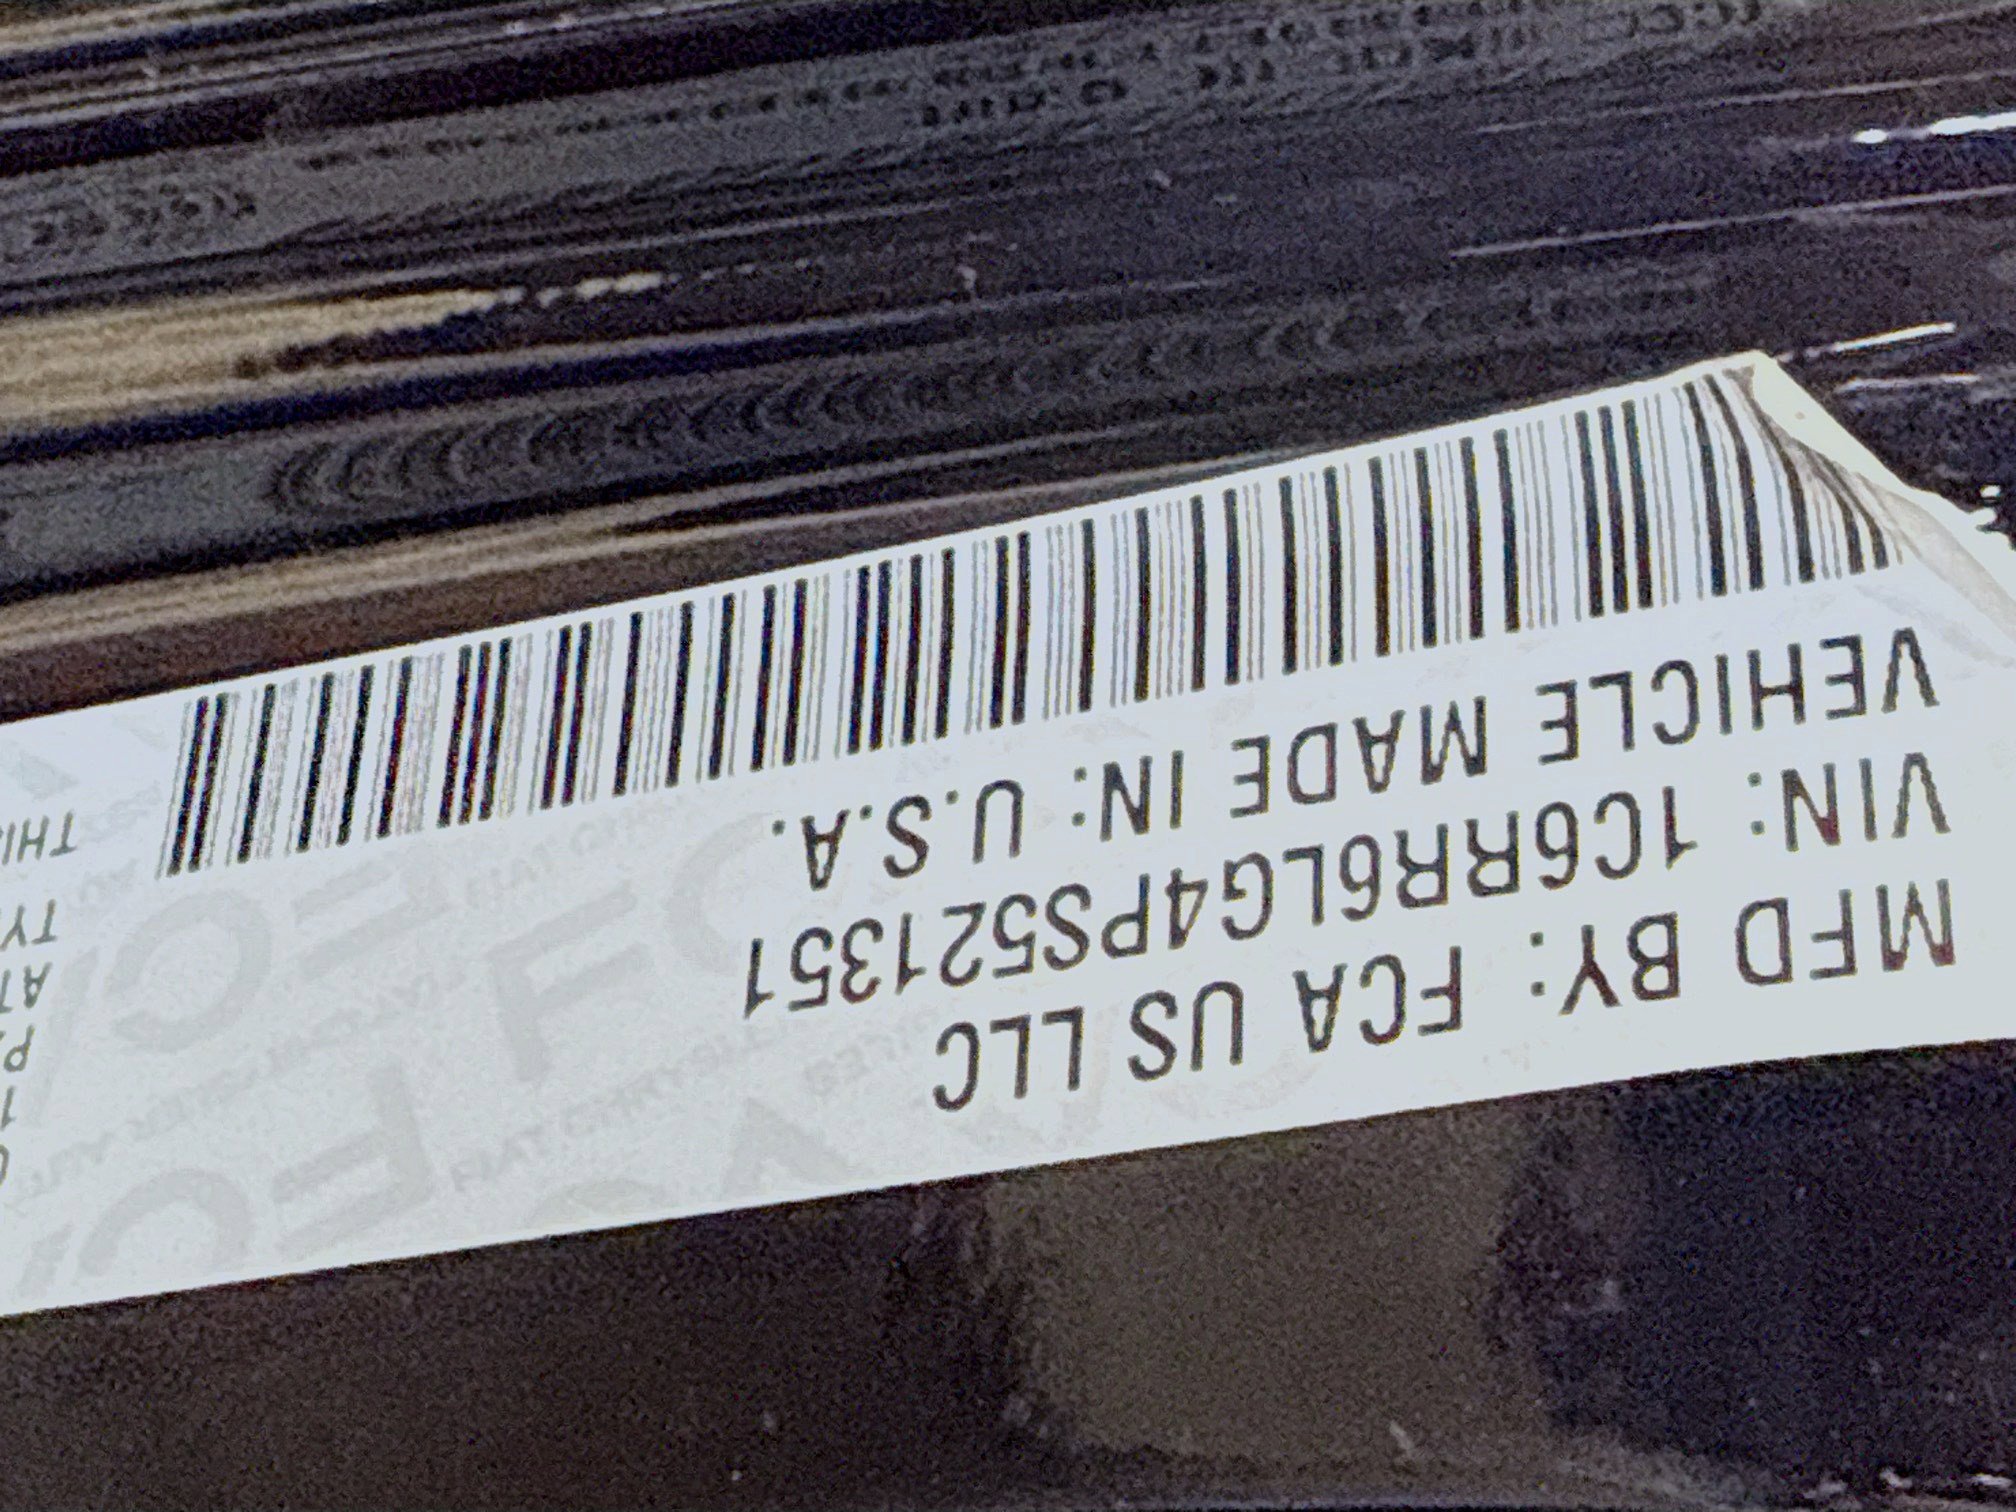 MFD BY: FCA US LLC
VIN: 1C6RR6LG4PS521351
VEHICLE MADE IN: U.S.A.